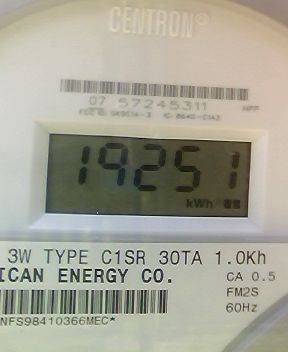 CENTRON®
07 57245311
19251
kWh
3W TYPE C1SR 30TA 1.0Kh
ICAN ENERGY CO. CA 0.5
FM2S
NFS98410366MEC* 60Hz